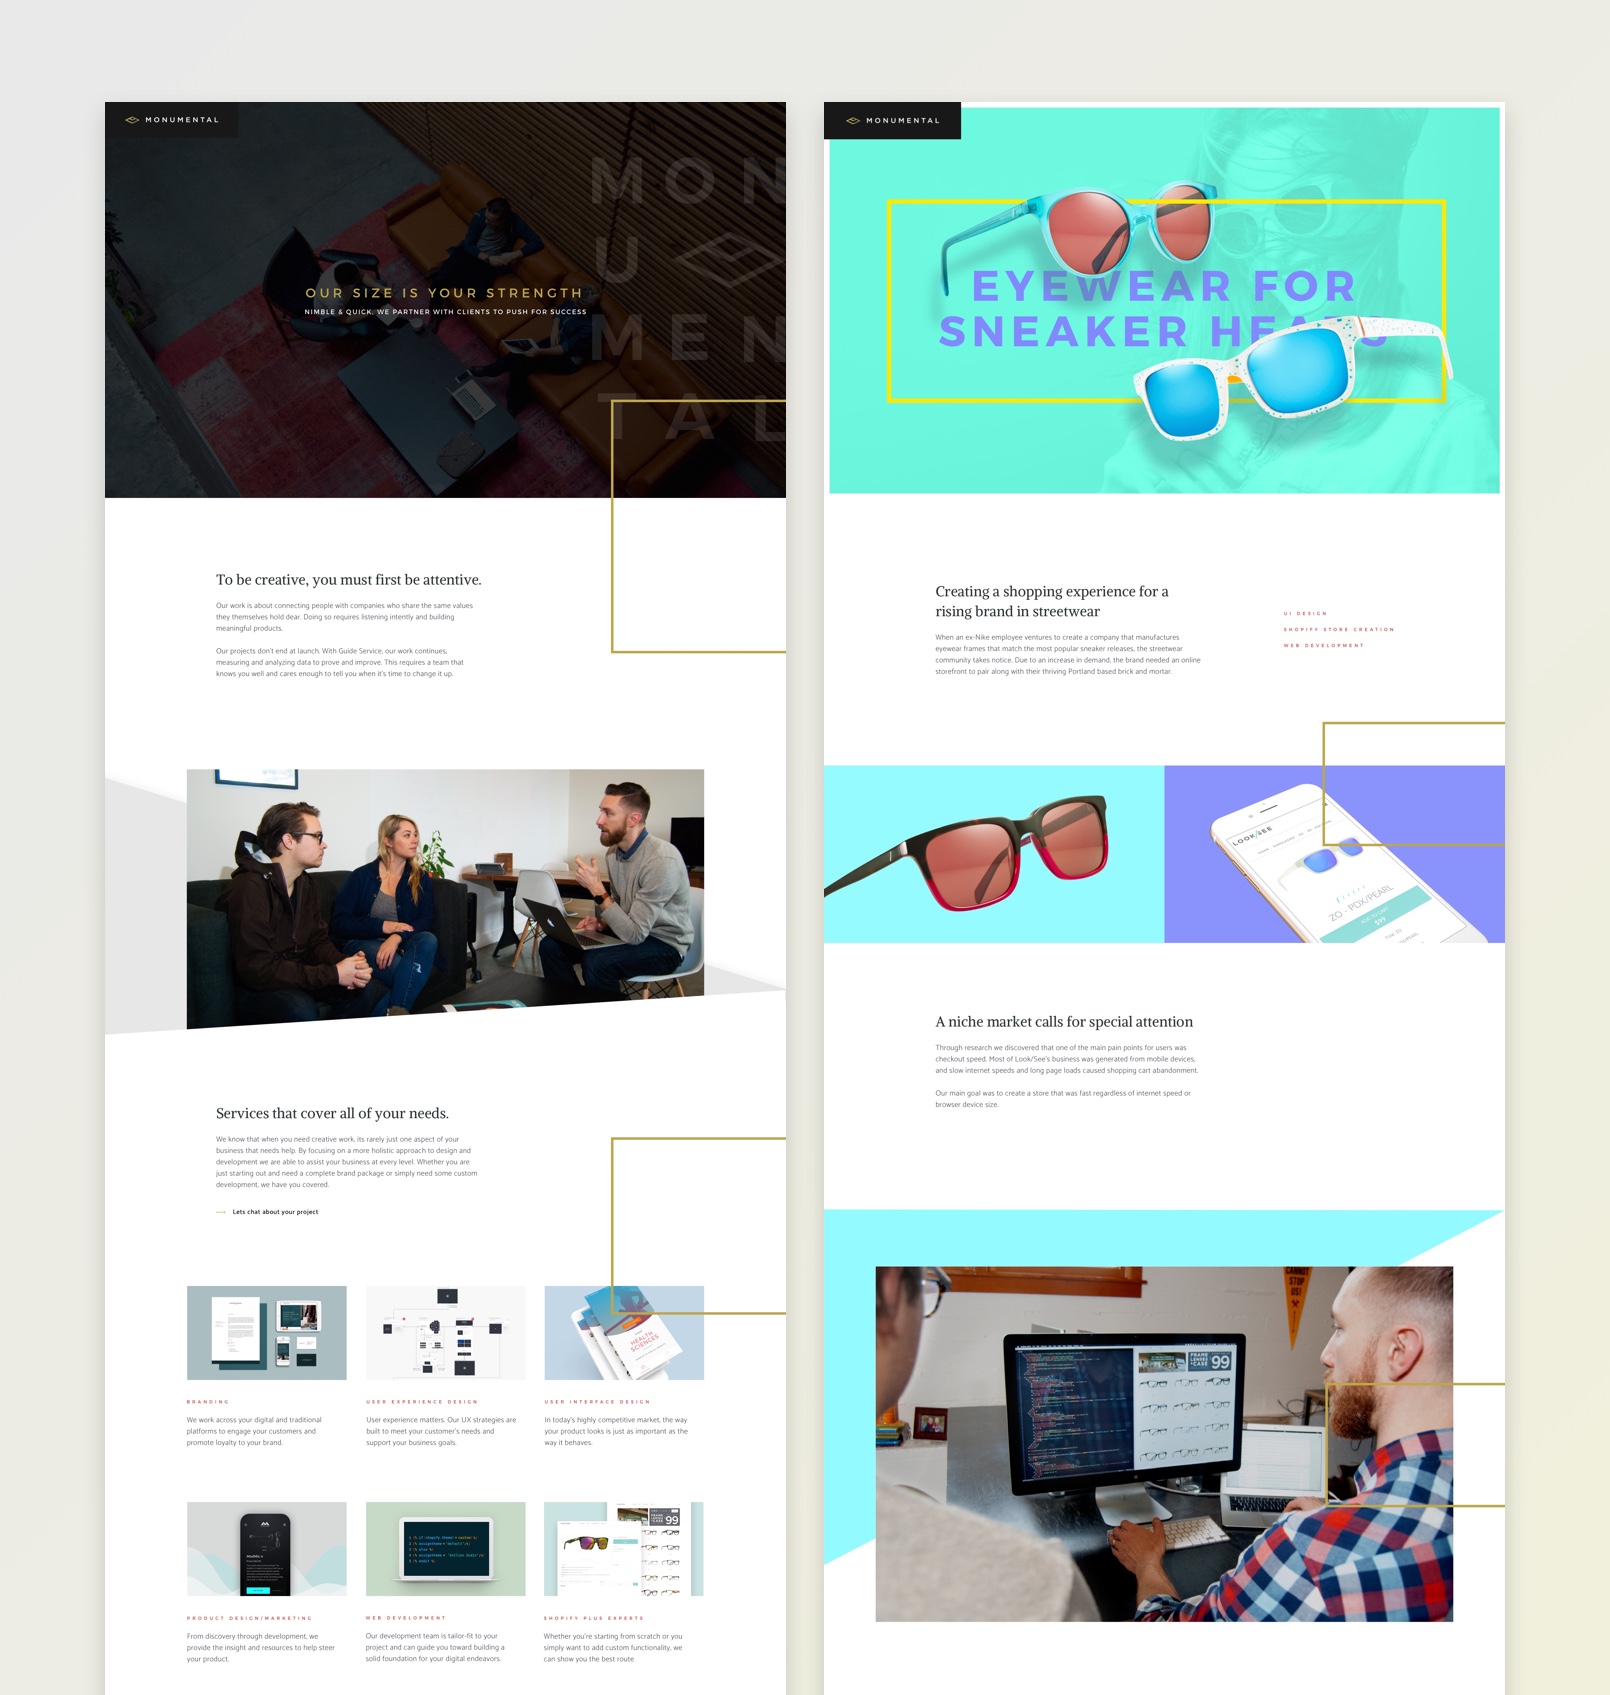 MONUMENTAL
MON
U
MEN
TAL
OUR SIZE IS YOUR STRENGTH
NIMBLE & QUICK, WE PARTNER WITH CLIENTS TO PUSH FOR SUCCESS
To be creative, you must first be attentive.
Our work is about connecting people with companies who share the same values
they themselves hold dear. Doing so requires listening intently and building
meaningful products.
Our projects don't end at launch. With Guide Service, our work continues,
measuring and analyzing data to prove and improve. This requires a team that
knows you well and cares enough to tell you when it's time to change it up.
Services that cover all of your needs.
We know that when you need creative work, its rarely just one aspect of your
business that needs help. By focusing on a more holistic approach to design and
development we are able to assist your business at every level. Whether you are
just starting out and need a complete brand package or simply need some custom
development, we have you covered.
Lets chat about your project
HEALTH
SCIENCES
BRANDING
We work across your digital and traditional
platforms to engage your customers and
promote loyalty to your brand.
USER EXPERIENCE DESIGN
User experience matters. Our UX strategies are
built to meet your customer's needs and
support your business goals.
USER INTERFACE DESIGN
In today's highly competitive market, the way
your product looks is just as important as the
way it behaves.
99
PRODUCT DESIGN/MARKETING
From discovery through development, we
provide the insight and resources to help steer
your product.
WEB DEVELOPMENT
Our development team is tailor-fit to your
project and can guide you toward building a
solid foundation for your digital endeavors.
SHOPIFY PLUS EXPERTS
Whether you're starting from scratch or you
simply want to add custom functionality, we
can show you the best route
MONUMENTAL
EYEWEAR FOR
SNEAKER HEADS
Creating a shopping experience for a
rising brand in streetwear
When an ex-Nike employee ventures to create a company that manufactures
eyewear frames that match the most popular sneaker releases, the streetwear
community takes notice. Due to an increase in demand, the brand needed an online
storefront to pair along with their thriving Portland based brick and mortar.
UI DESIGN
SHOPIFY STORE CREATION
WEB DEVELOPMENT
LOOK/SEE
ZO - PDX/PEARL
ADD TO CART
$99
A niche market calls for special attention
Through research we discovered that one of the main pain points for users was
checkout speed. Most of Look/See's business was generated from mobile devices,
and slow internet speeds and long page loads caused shopping cart abandonment.
Our main goal was to create a store that was fast regardless of internet speed or
browser device size.
CANNOT
STOP
US!
FRAME
LENSES
+CASE
99